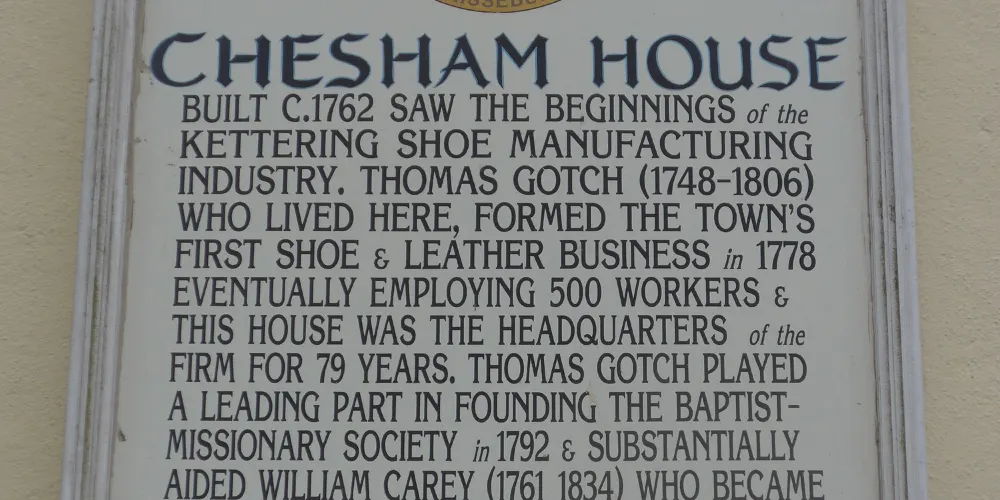 CHESHAM HOUSE
BUILT C.1762 SAW THE BEGINNINGS of the
KETTERING SHOE MANUFACTURING
INDUSTRY. THOMAS GOTCH (1748-1806)
WHO LIVED HERE, FORMED THE TOWN'S
FIRST SHOE & LEATHER BUSINESS in 1778
EVENTUALLY EMPLOYING 500 WORKERS &
THIS HOUSE WAS THE HEADQUARTERS of the
FIRM FOR 79 YEARS. THOMAS GOTCH PLAYED
A LEADING PART IN FOUNDING THE BAPTIST-
MISSIONARY SOCIETY in 1792 & SUBSTANTIALLY
AIDED WILLIAM CAREY (1761 1834) WHO BECAME